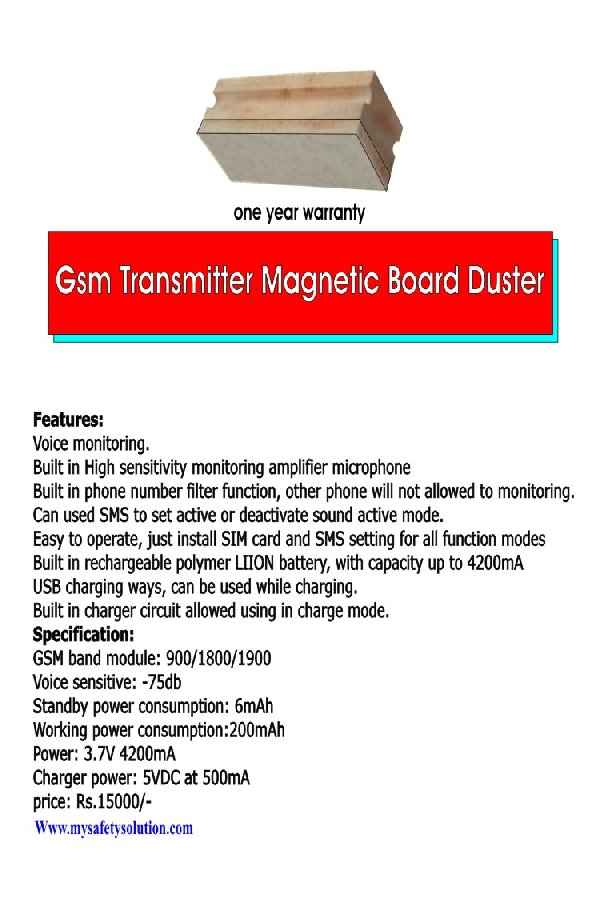 one year warranty
Gsm Transmitter Magnetic Board Duster
Features:
Voice monitoring.
Built in High sensitivity monitoring amplifier microphone
Built in phone number filter function, other phone will not allowed to monitoring.
Can used SMS to set active or deactivate sound active mode.
Easy to operate, just install SIM card and SMS setting for all function modes
Built in rechargeable polymer LIION battery, with capacity up to 4200mA
USB charging ways, can be used while charging.
Built in charger circuit allowed using in charge mode.
Specification:
GSM band module: 900/1800/1900
Voice sensitive: -75db
Standby power consumption: 6mAh
Working power consumption:200mAh
Power: 3.7V 4200mA
Charger power: 5VDC at 500mA
price: Rs.15000/-
Www.mysafetysolution.com